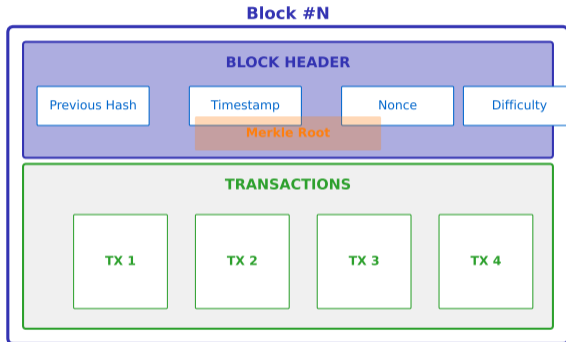 Block #N
BLOCK HEADER
Previous Hash
Timestamp
Nonce
Difficulty
Merkle Root
TRANSACTIONS
TX 1
TX 2
TX 3
TX 4